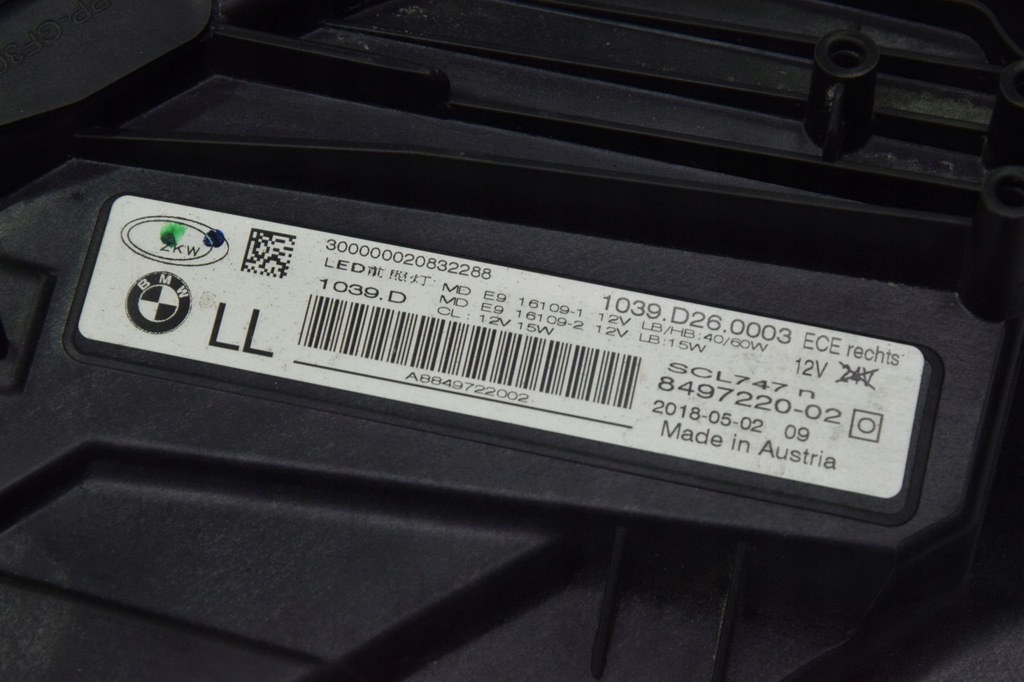 PP-GF30
ZKW
BMW
LL
300000020832288
LED前照灯
1039.D
MD E9 16109-1 12V LB/HB:40/60W
MD E9 16109-2 12V LB:15W
CL: 12V 15W
A8849722002
1039.D26.0003 ECE rechts
12V 24V
SCL747 n
8497220-02
2018-05-02 09
Made in Austria